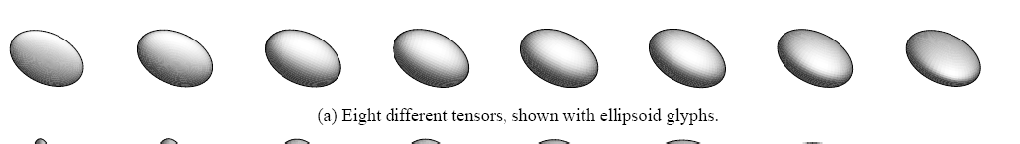 (a) Eight different tensors, shown with ellipsoid glyphs.